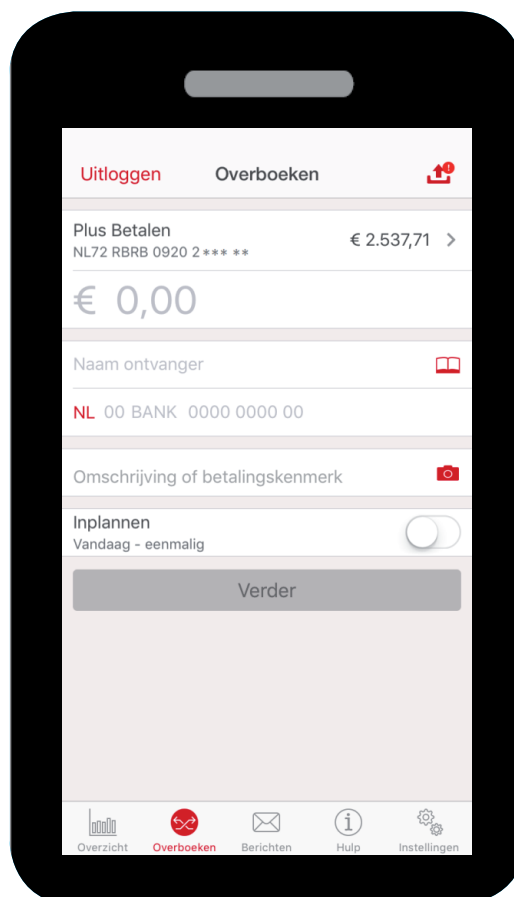 Uitloggen Overboeken
Plus Betalen
€ 2.537,71
NL72 RBRB 0920 2*** **
€ 0,00
Naam ontvanger
NL 00 BANK 0000 0000 00
Omschrijving of betalingskenmerk
Inplannen
Vandaag - eenmalig
Verder
Overzicht Overboeken Berichten Hulp Instellingen